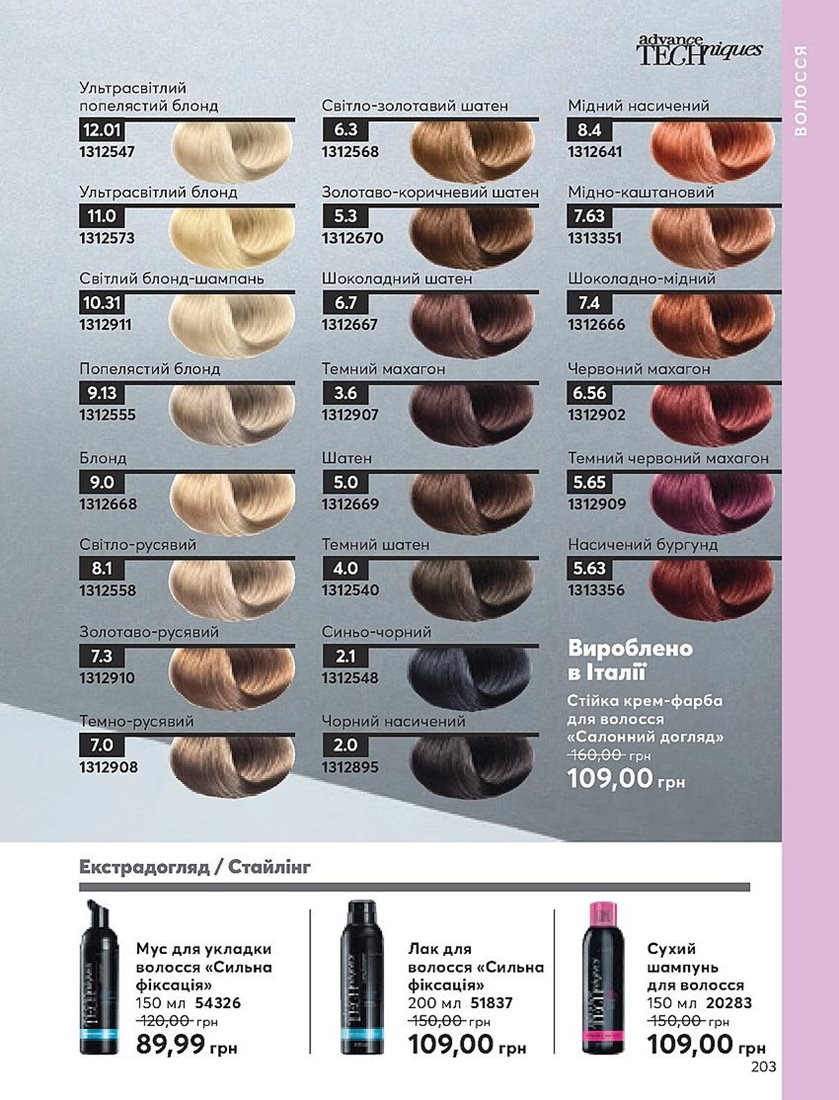 advance
TECHniques
ВОЛОССЯ
Ультрасвітлий
попелястий блонд
12.01
1312547
Ультрасвітлий блонд
11.0
1312573
Світлий блонд-шампань
10.31
1312911
Попелястий блонд
9.13
1312555
Блонд
9.0
1312668
Світло-русявий
8.1
1312558
Золотаво-русявий
7.3
1312910
Темно-русявий
7.0
1312908
Світло-золотавий шатен
6.3
1312568
Золотаво-коричневий шатен
5.3
1312670
Шоколадний шатен
6.7
1312667
Темний махагон
3.6
1312907
Шатен
5.0
1312669
Темний шатен
4.0
1312540
Синьо-чорний
2.1
1312548
Чорний насичений
2.0
1312895
Мідний насичений
8.4
1312641
Мідно-каштановий
7.63
1313351
Шоколадно-мідний
7.4
1312666
Червоний махагон
6.56
1312902
Темний червоний махагон
5.65
1312909
Насичений бургунд
5.63
1313356
Вироблено
в Італії
Стійка крем-фарба
для волосся
«Салонний догляд»
160,00 грн
109,00 грн
Екстрадогляд / Стайлінг
Мус для укладки
волосся «Сильна
фіксація»
150 мл 54326
120,00 грн
89,99 грн
Лак для
волосся «Сильна
фіксація»
200 мл 51837
150,00 грн
109,00 грн
Сухий
шампунь
для волосся
150 мл 20283
150,00 грн
109,00 грн
203